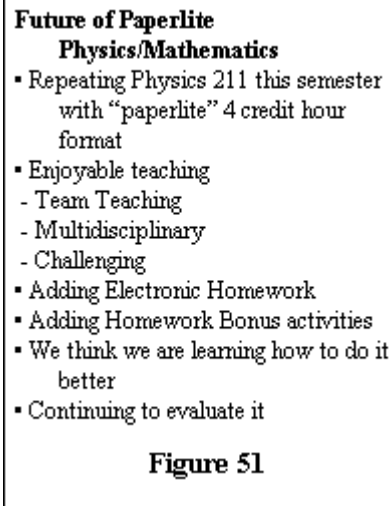 Future of Paperlite
Physics/Mathematics
▪ Repeating Physics 211 this semester
with “paperlite” 4 credit hour
format
▪ Enjoyable teaching
- Team Teaching
- Multidisciplinary
- Challenging
▪ Adding Electronic Homework
▪ Adding Homework Bonus activities
▪ We think we are learning how to do it
better
▪ Continuing to evaluate it
Figure 51